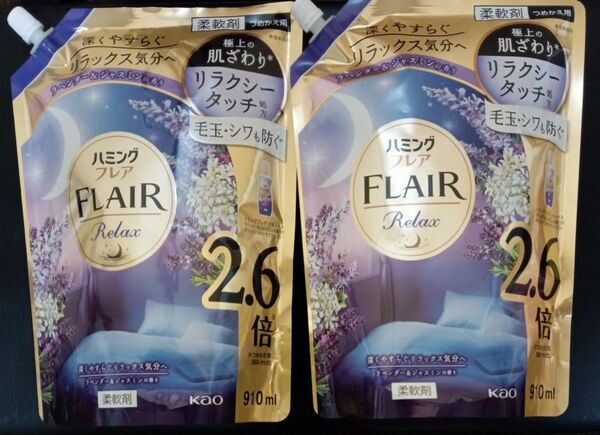 柔軟剤 つめかえ用
深くやすらぐ
リラックス気分へ
ラベンダー&ジャスミンの香り
極上の
肌ざわり*
リラクシー
タッチ処方
毛玉・シワも防ぐ
ハミング
フレア
FLAIR
Relax
2.6
倍
深くやすらぐリラックス気分へ
ラベンダー&ジャスミンの香り
柔軟剤
Kao
910ml
柔軟剤 つめかえ用
深くやすらぐ
リラックス気分へ
ラベンダー&ジャスミンの香り
極上の
肌ざわり*
リラクシー
タッチ処方
毛玉・シワも防ぐ
ハミング
フレア
FLAIR
Relax
2.6
倍
深くやすらぐリラックス気分へ
ラベンダー&ジャスミンの香り
柔軟剤
Kao
910ml